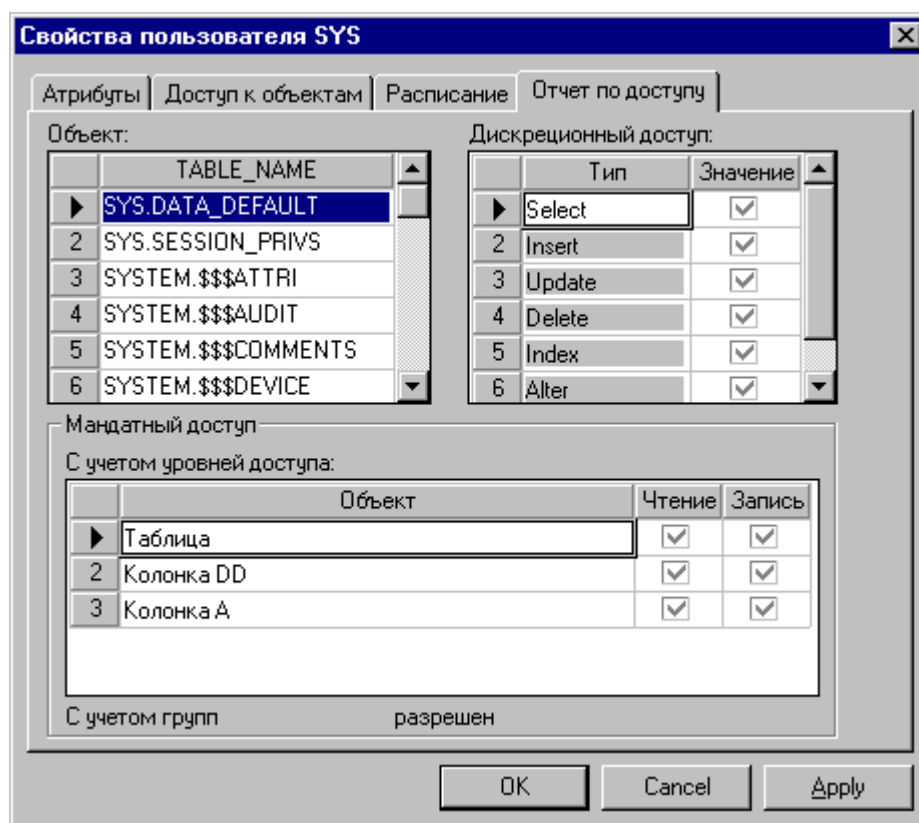 Свойства пользователя SYS
Атрибуты Доступ к объектам Расписание Отчет по доступу
Объект:
TABLE_NAME
SYS.DATA_DEFAULT
2 SYS.SESSION_PRIVS
3 SYSTEM.$$$ATTRI
4 SYSTEM.$$$AUDIT
5 SYSTEM.$$$COMMENTS
6 SYSTEM.$$$DEVICE
Дискреционный доступ:
Тип Значение
Select
2 Insert
3 Update
4 Delete
5 Index
6 Alter
Мандатный доступ
С учетом уровней доступа:
Объект Чтение Запись
Таблица
2 Колонка DD
3 Колонка A
С учетом групп разрешен
OK Cancel Apply